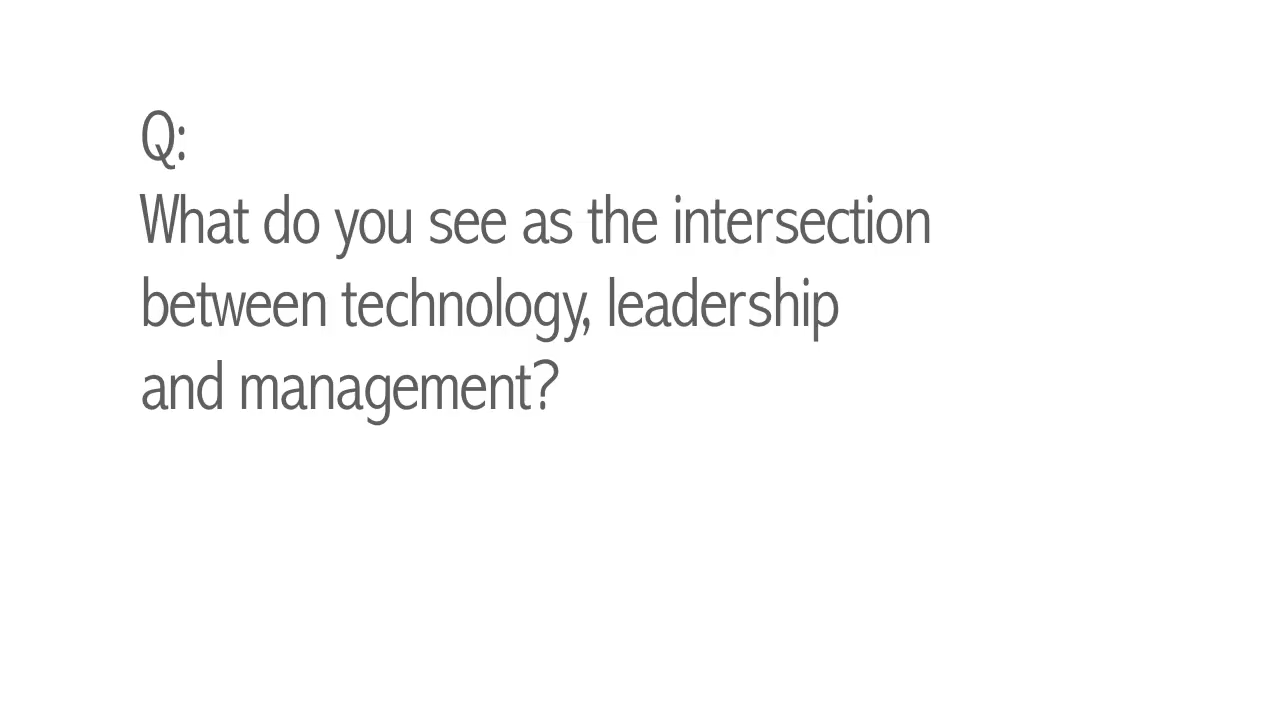 Q:
What do you see as the intersection
between technology, leadership
and management?